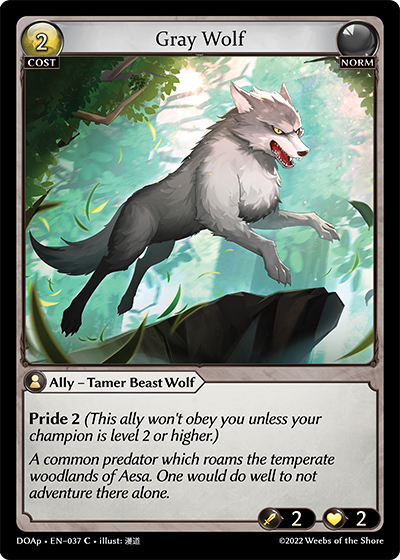 2
Gray Wolf
COST
NORM
Ally – Tamer Beast Wolf
Pride 2 (This ally won't obey you unless your
champion is level 2 or higher.)
A common predator which roams the temperate
woodlands of Aesa. One would do well to not
adventure there alone.
2
2
DOAp • EN-037 C • illust: 漫道
©2022 Weebs of the Shore